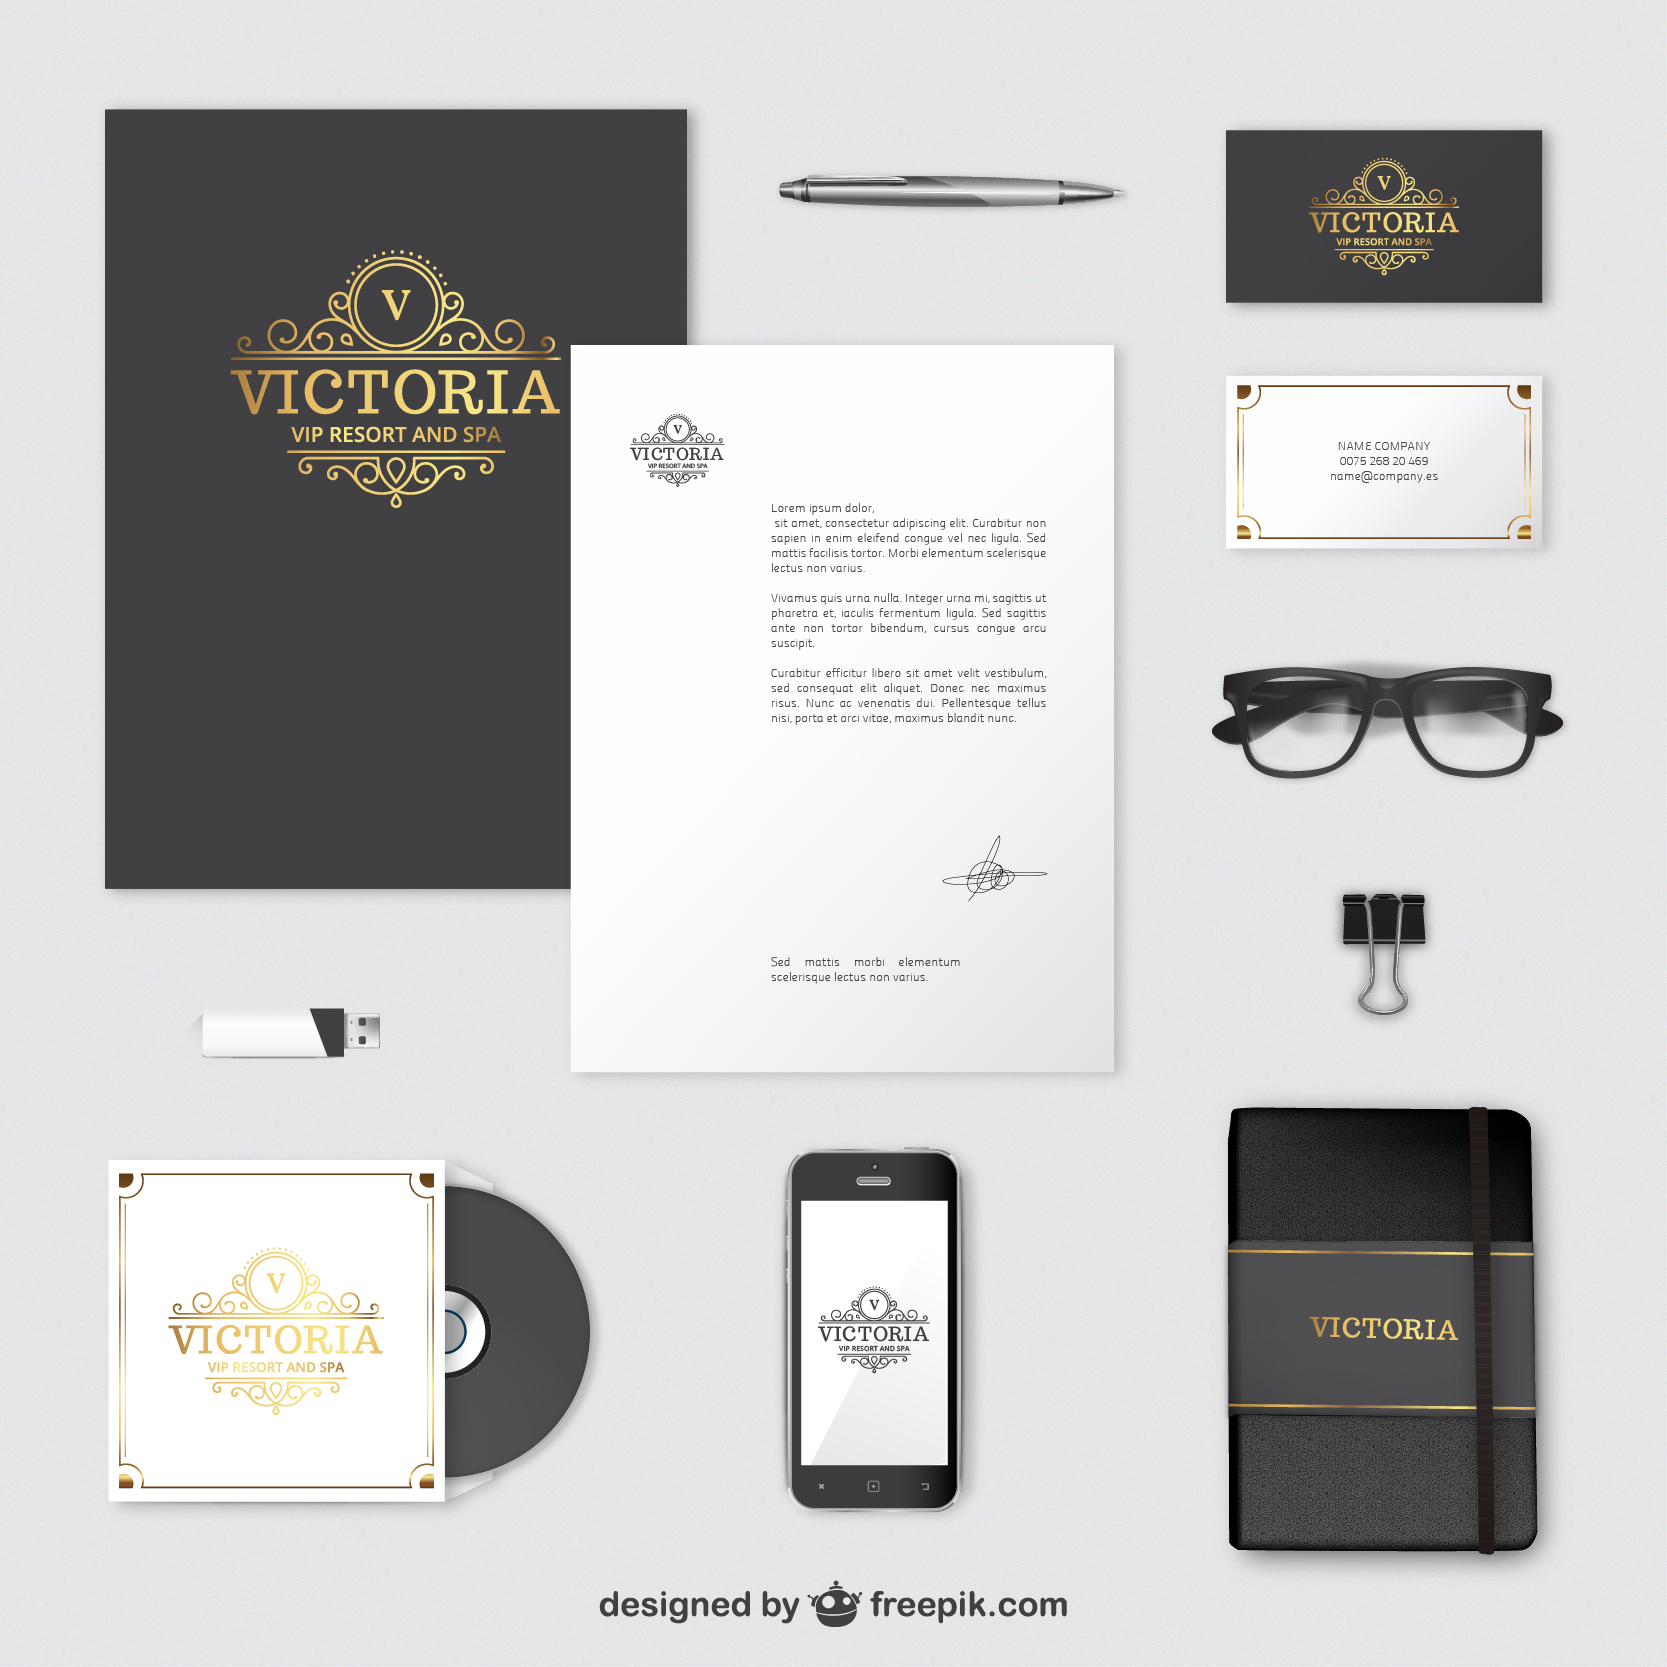 V
VICTORIA
VIP RESORT AND SPA
V
VICTORIA
VIP RESORT AND SPA
V
VICTORIA
VIP RESORT AND SPA
Lorem ipsum dolor,
sit amet, consectetur adipiscing elit. Curabitur non
sapien in enim eleifend congue vel nec ligula. Sed
mattis facilisis tortor. Morbi elementum scelerisque
lectus non varius.
Vivamus quis urna nulla. Integer urna mi, sagittis ut
pharetra et, iaculis fermentum ligula. Sed sagittis
ante non tortor bibendum, cursus congue arcu
suscipit.
Curabitur efficitur libero sit amet velit vestibulum,
sed consequat elit aliquet. Donec nec maximus
risus. Nunc ac venenatis dui. Pellentesque tellus
nisi, porta et orci vitae, maximus blandit nunc.
Sed mattis morbi elementum
scelerisque lectus non varius.
NAME COMPANY
0075 268 20 469
name@company.es
V
VICTORIA
VIP RESORT AND SPA
V
VICTORIA
VIP RESORT AND SPA
VICTORIA
designed by freepik.com